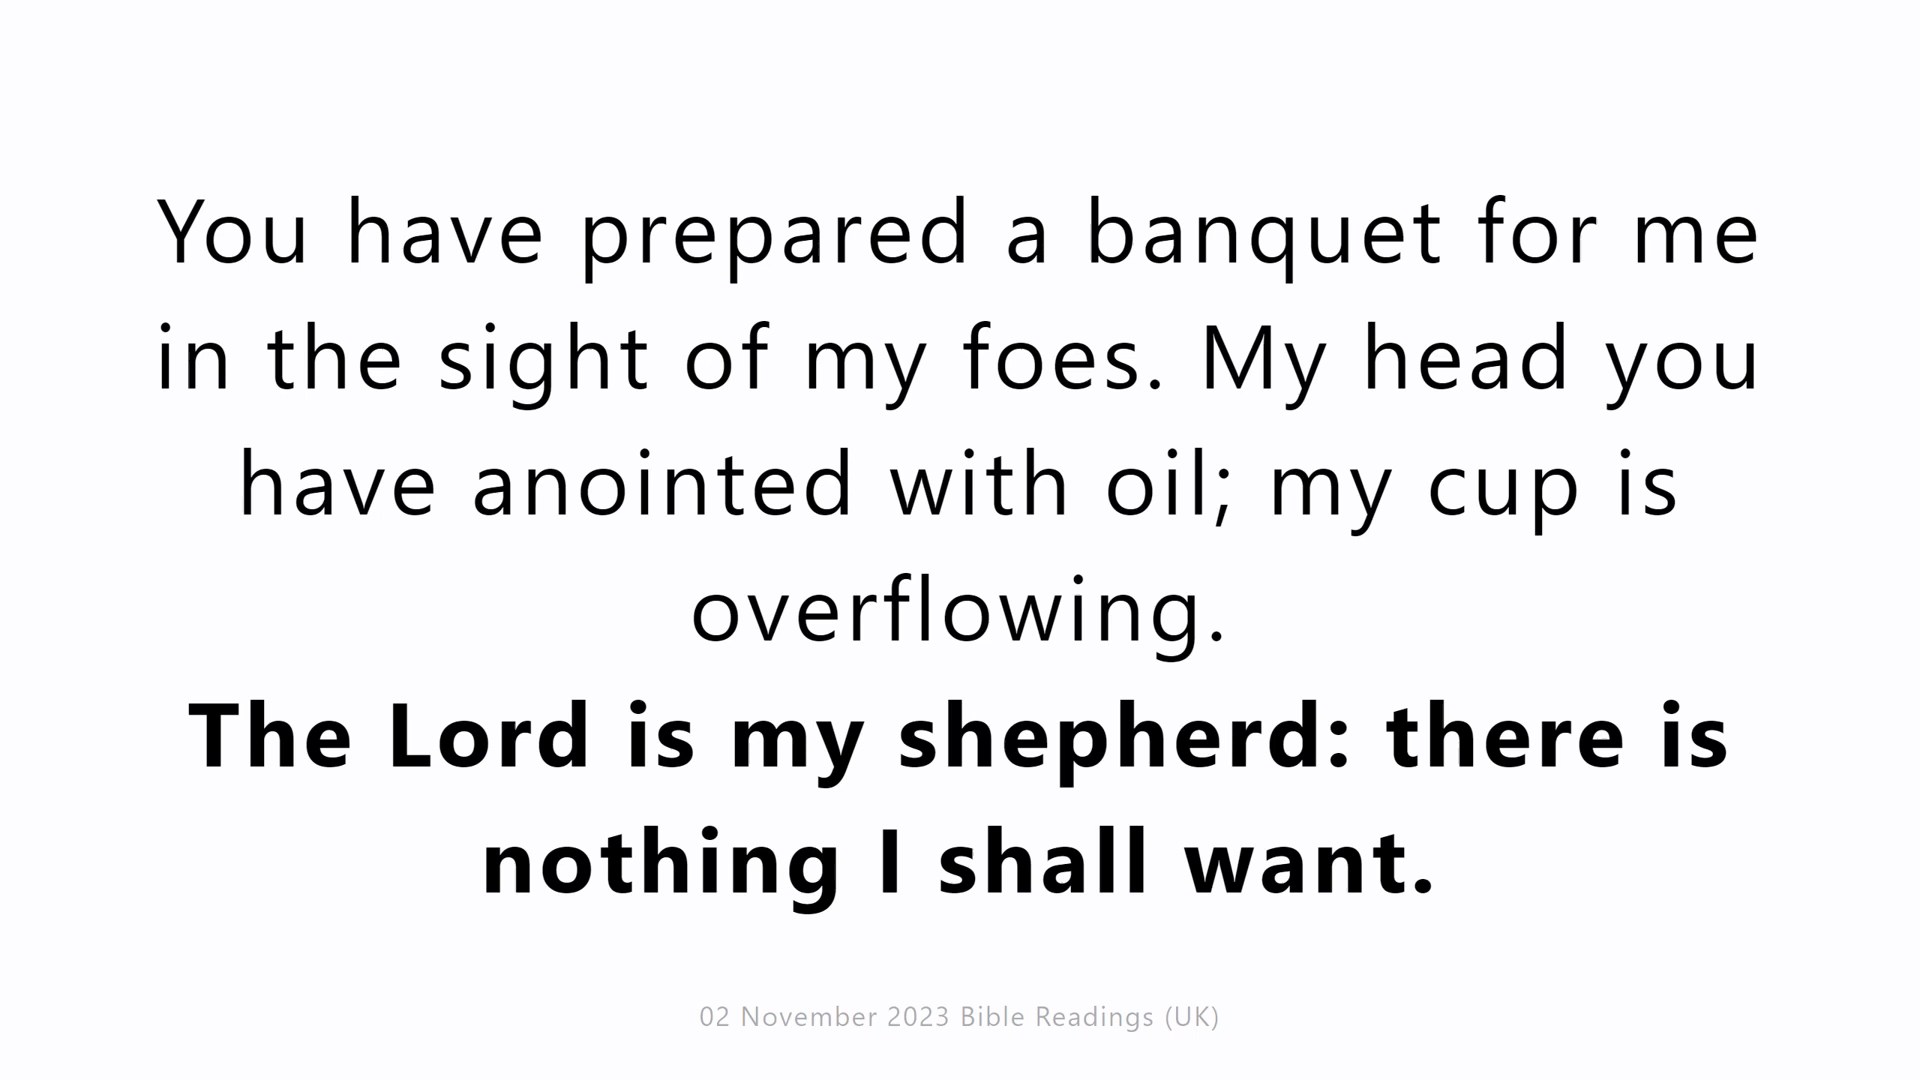 You have prepared a banquet for me
in the sight of my foes. My head you
have anointed with oil; my cup is
overflowing.
The Lord is my shepherd: there is
nothing I shall want.
02 November 2023 Bible Readings (UK)